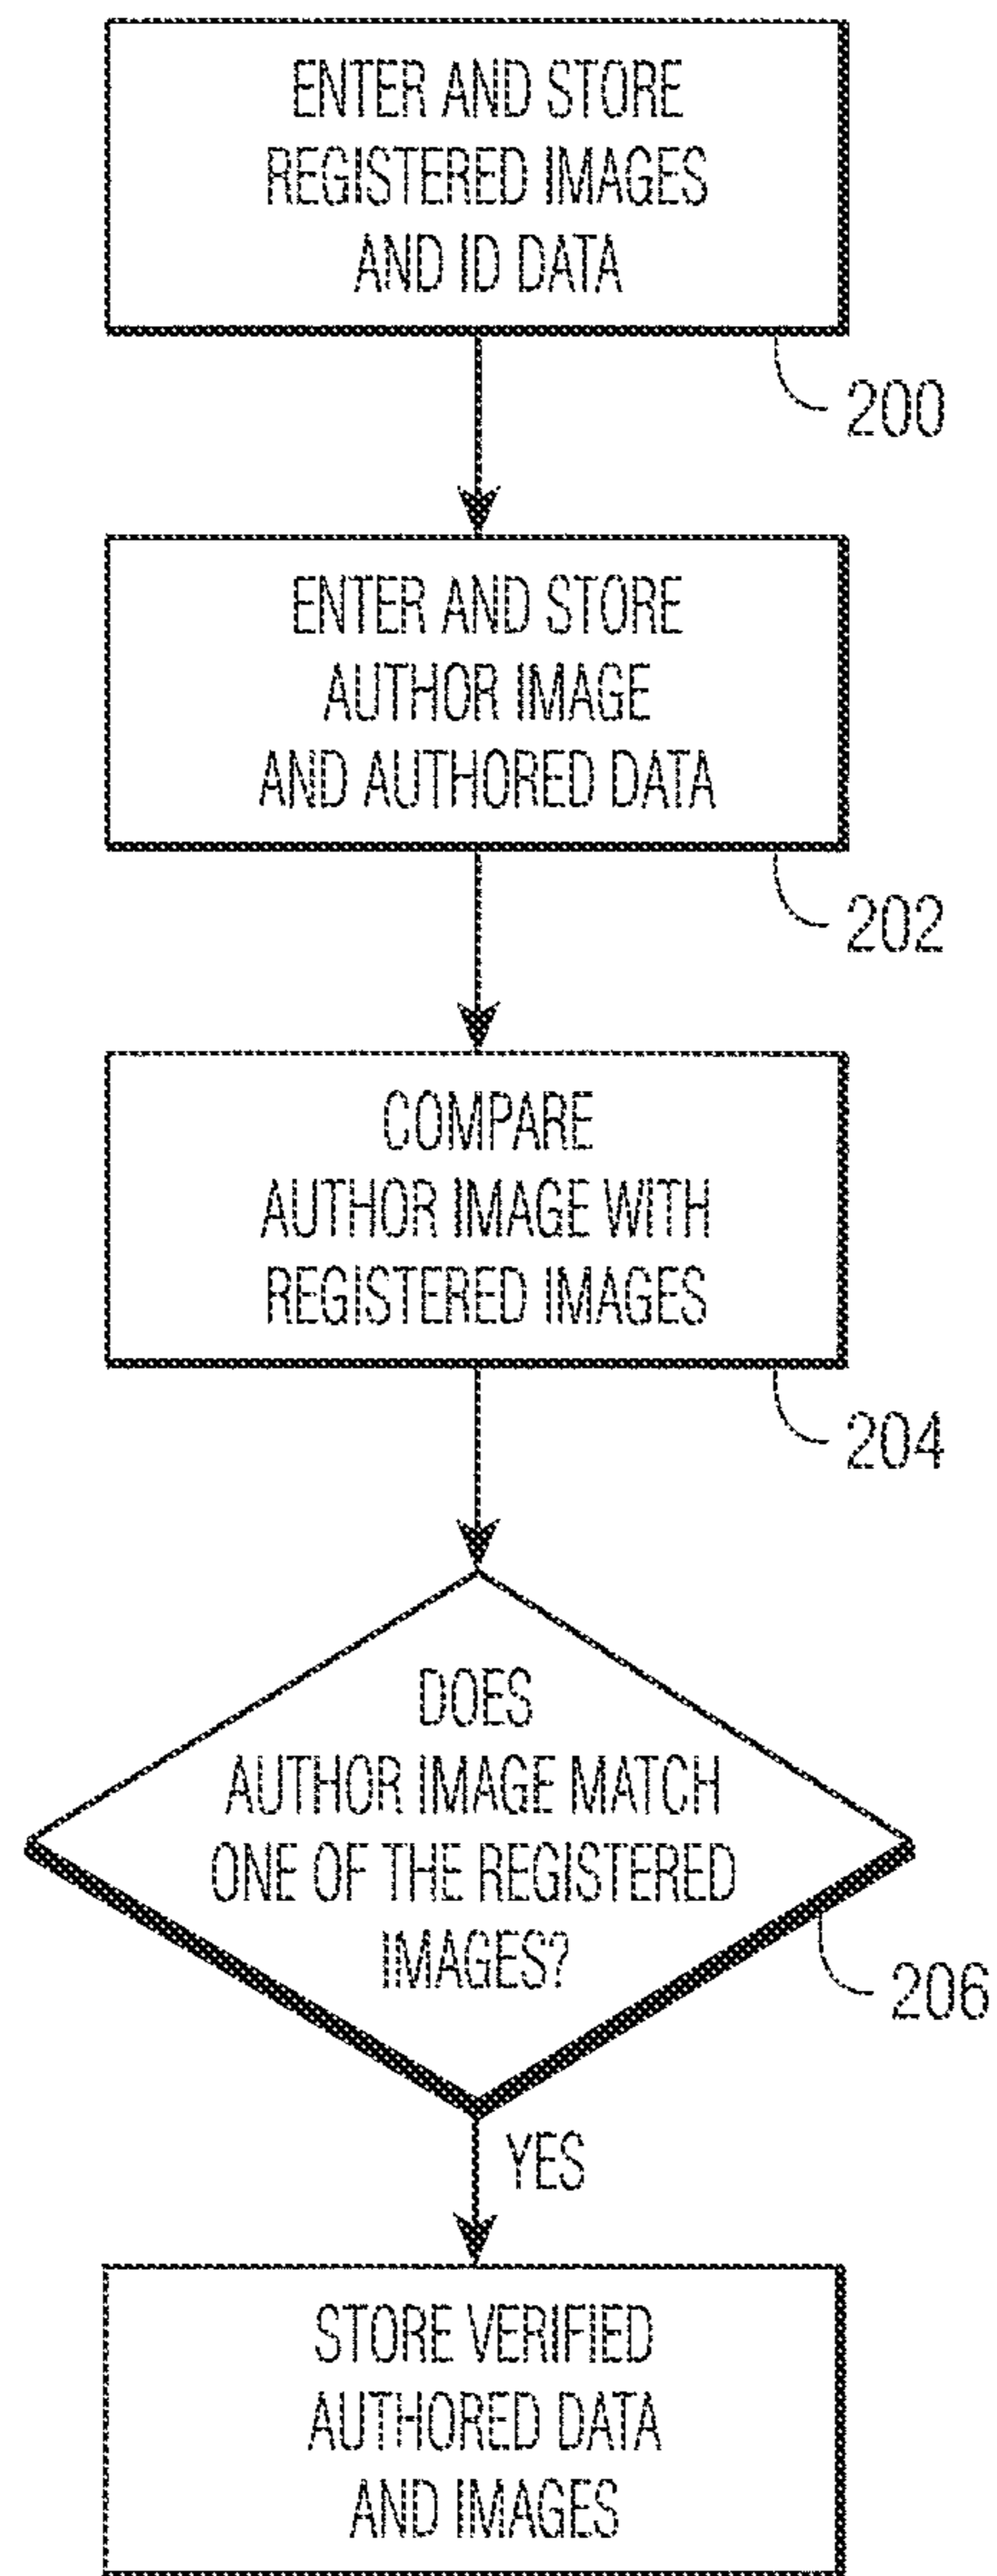 ENTER AND STORE
REGISTERED IMAGES
AND ID DATA
200
ENTER AND STORE
AUTHOR IMAGE
AND AUTHORED DATA
202
COMPARE
AUTHOR IMAGE WITH
REGISTERED IMAGES
204
DOES
AUTHOR IMAGE MATCH
ONE OF THE REGISTERED
IMAGES?
206
YES
STORE VERIFIED
AUTHORED DATA
AND IMAGES